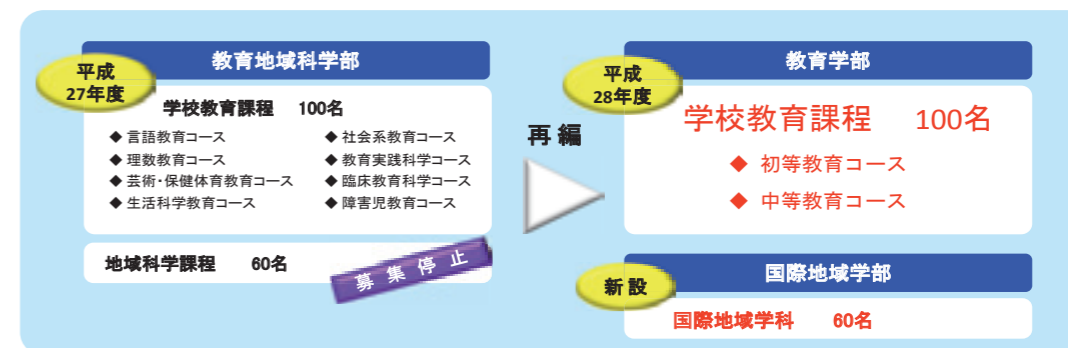 平成
27年度
教育地域科学部
学校教育課程 100名
◆ 言語教育コース
◆ 理数教育コース
◆ 芸術・保健体育教育コース
◆ 生活科学教育コース
◆ 社会系教育コース
◆ 教育実践科学コース
◆ 臨床教育科学コース
◆ 障害児教育コース
地域科学課程 60名
募集停止
再編
平成
28年度
教育学部
学校教育課程 100名
◆ 初等教育コース
◆ 中等教育コース
新設
国際地域学部
国際地域学科 60名